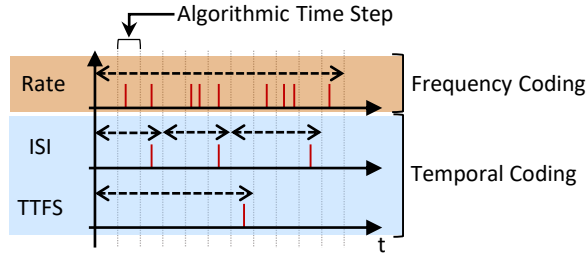 Algorithmic Time Step
Rate
Frequency Coding
ISI
Temporal Coding
TTFS
t